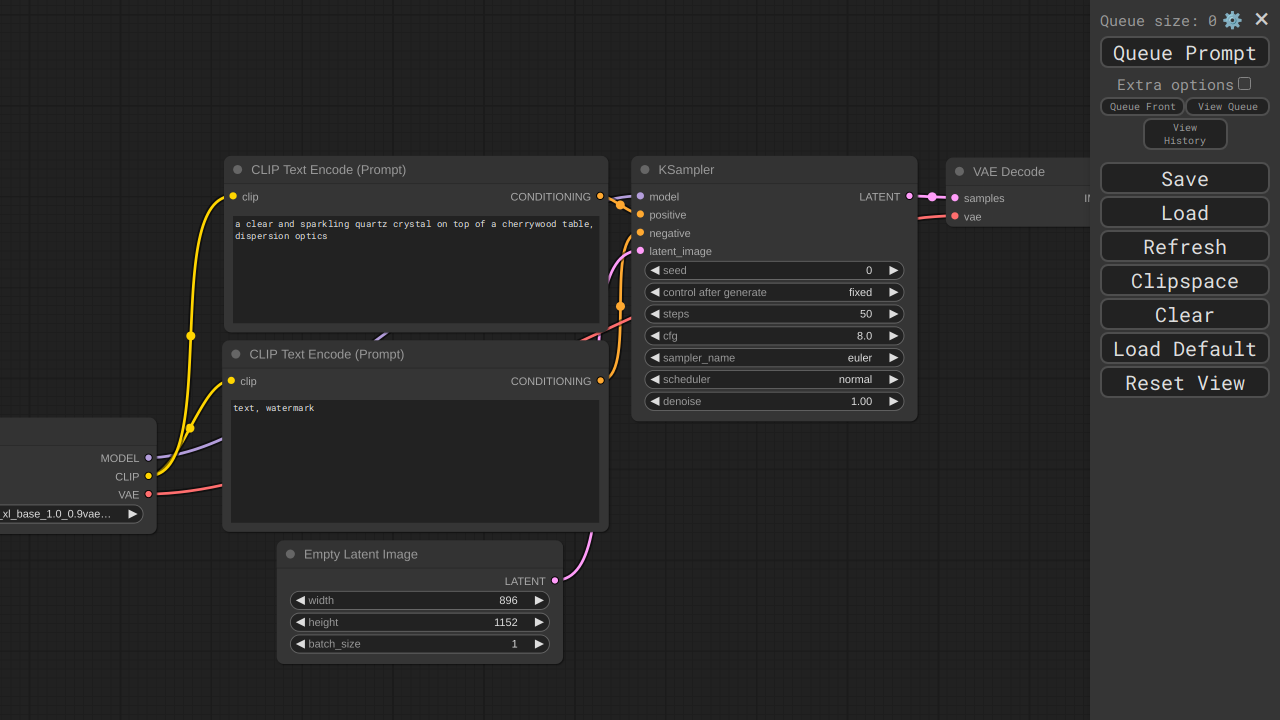 Queue size: 0
Queue Prompt
Extra options
Queue Front
View Queue
View
History
Save
Load
Refresh
Clipspace
Clear
Load Default
Reset View
CLIP Text Encode (Prompt)
clip
CONDITIONING
a clear and sparkling quartz crystal on top of a cherrywood table,
dispersion optics
CLIP Text Encode (Prompt)
clip
CONDITIONING
text, watermark
MODEL
CLIP
VAE
_xl_base_1.0_0.9vae…
Empty Latent Image
LATENT
width 896
height 1152
batch_size 1
KSampler
model LATENT
positive
negative
latent_image
seed 0
control after generate fixed
steps 50
cfg 8.0
sampler_name euler
scheduler normal
denoise 1.00
VAE Decode
samples
vae